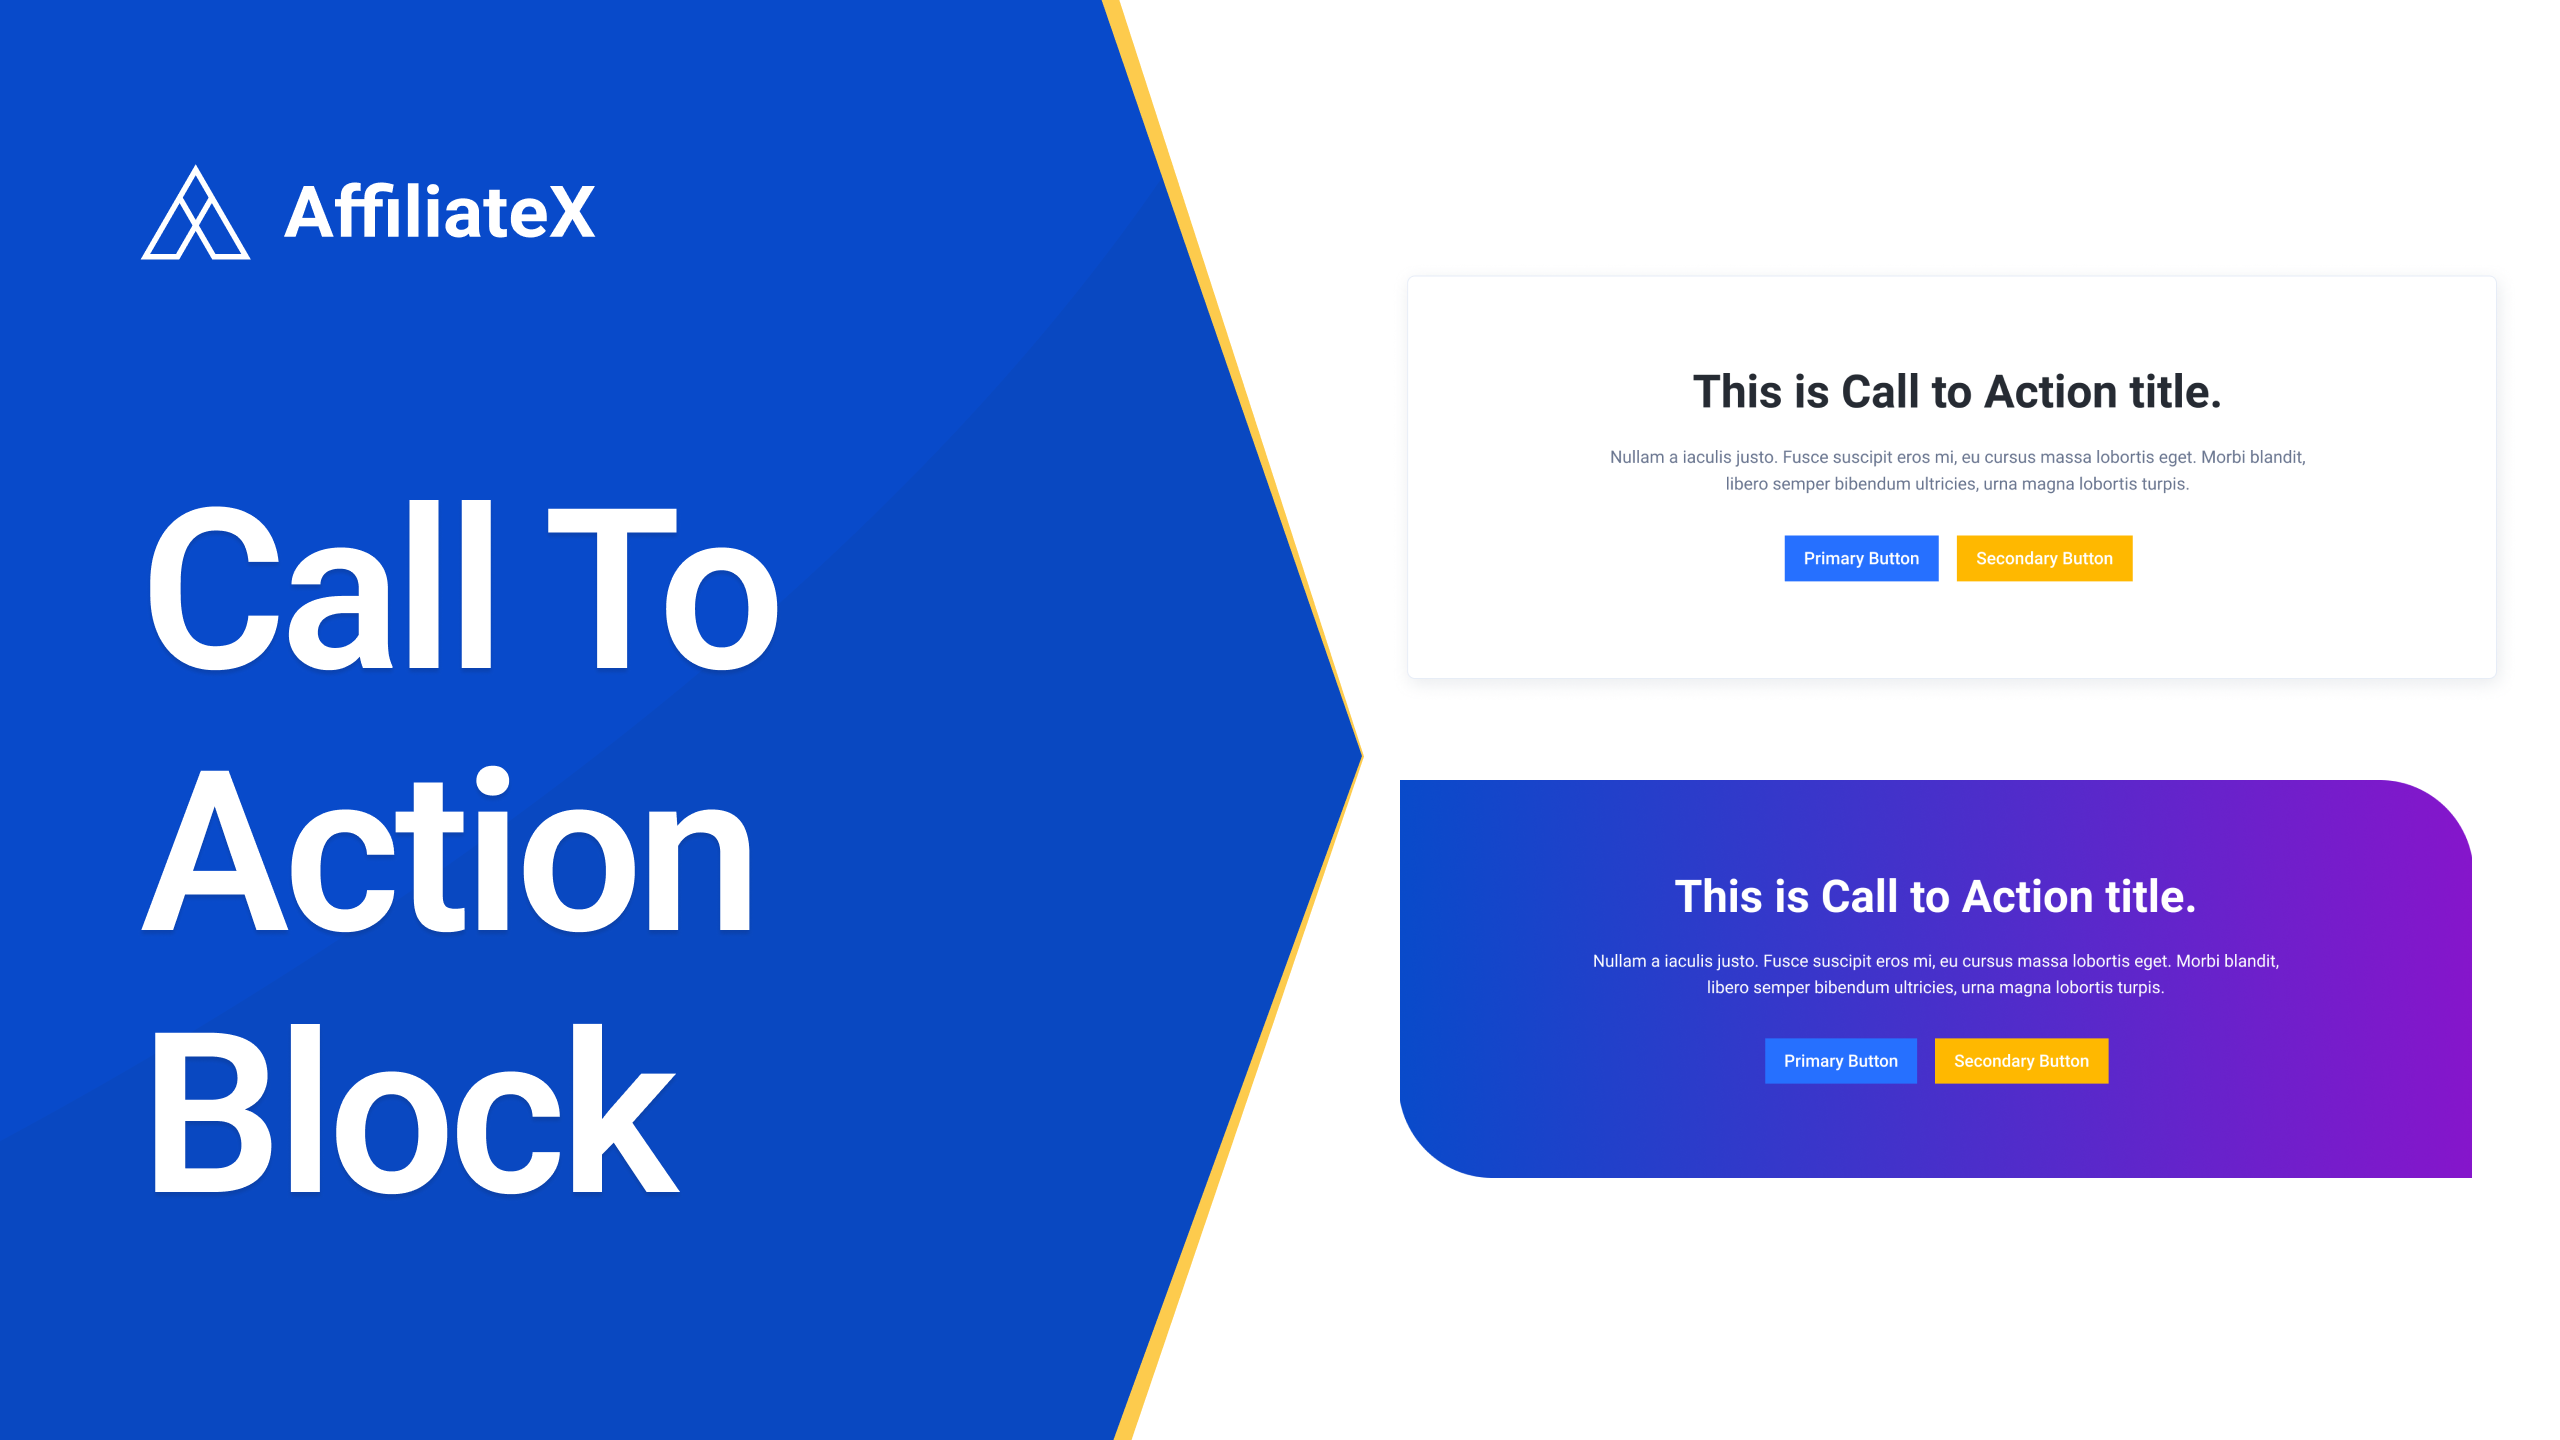 AffiliateX
Call To
Action
Block
This is Call to Action title.
Nullam a iaculis justo. Fusce suscipit eros mi, eu cursus massa lobortis eget. Morbi blandit,
libero semper bibendum ultricies, urna magna lobortis turpis.
Primary Button
Secondary Button
This is Call to Action title.
Nullam a iaculis justo. Fusce suscipit eros mi, eu cursus massa lobortis eget. Morbi blandit,
libero semper bibendum ultricies, urna magna lobortis turpis.
Primary Button
Secondary Button